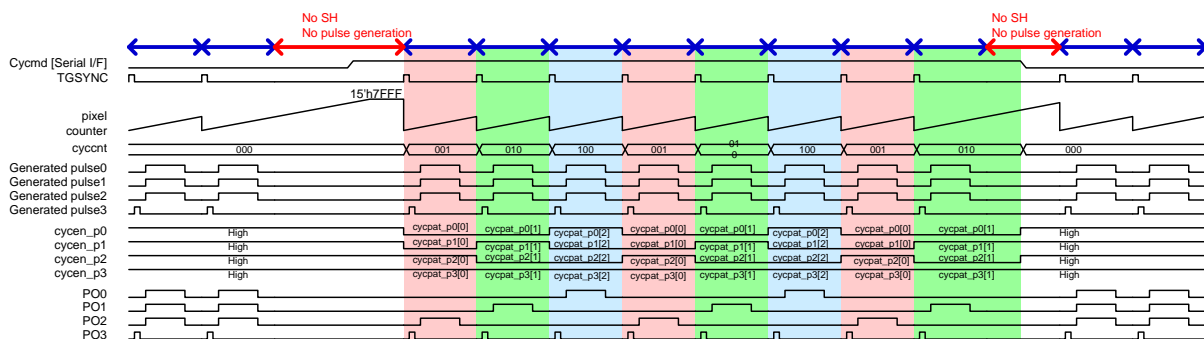 No SH No SH
No pulse generation No pulse generation
Cycmd [Serial I/F]
TGSYNC
15'h7FFF
pixel
counter
cyccnt 000 001 010 100 001 010 100 001 010 000
Generated pulse0
Generated pulse1
Generated pulse2
Generated pulse3
cycen_p0 High cycpat_p0[0] cycpat_p0[1] cycpat_p0[2] cycpat_p0[0] cycpat_p0[1] cycpat_p0[2] cycpat_p0[0] cycpat_p0[1] High
cycen_p1 High cycpat_p1[0] cycpat_p1[1] cycpat_p1[2] cycpat_p1[0] cycpat_p1[1] cycpat_p1[2] cycpat_p1[0] cycpat_p1[1] High
cycen_p2 High cycpat_p2[0] cycpat_p2[1] cycpat_p2[2] cycpat_p2[0] cycpat_p2[1] cycpat_p2[2] cycpat_p2[0] cycpat_p2[1] High
cycen_p3 High cycpat_p3[0] cycpat_p3[1] cycpat_p3[2] cycpat_p3[0] cycpat_p3[1] cycpat_p3[2] cycpat_p3[0] cycpat_p3[1] High
PO0
PO1
PO2
PO3